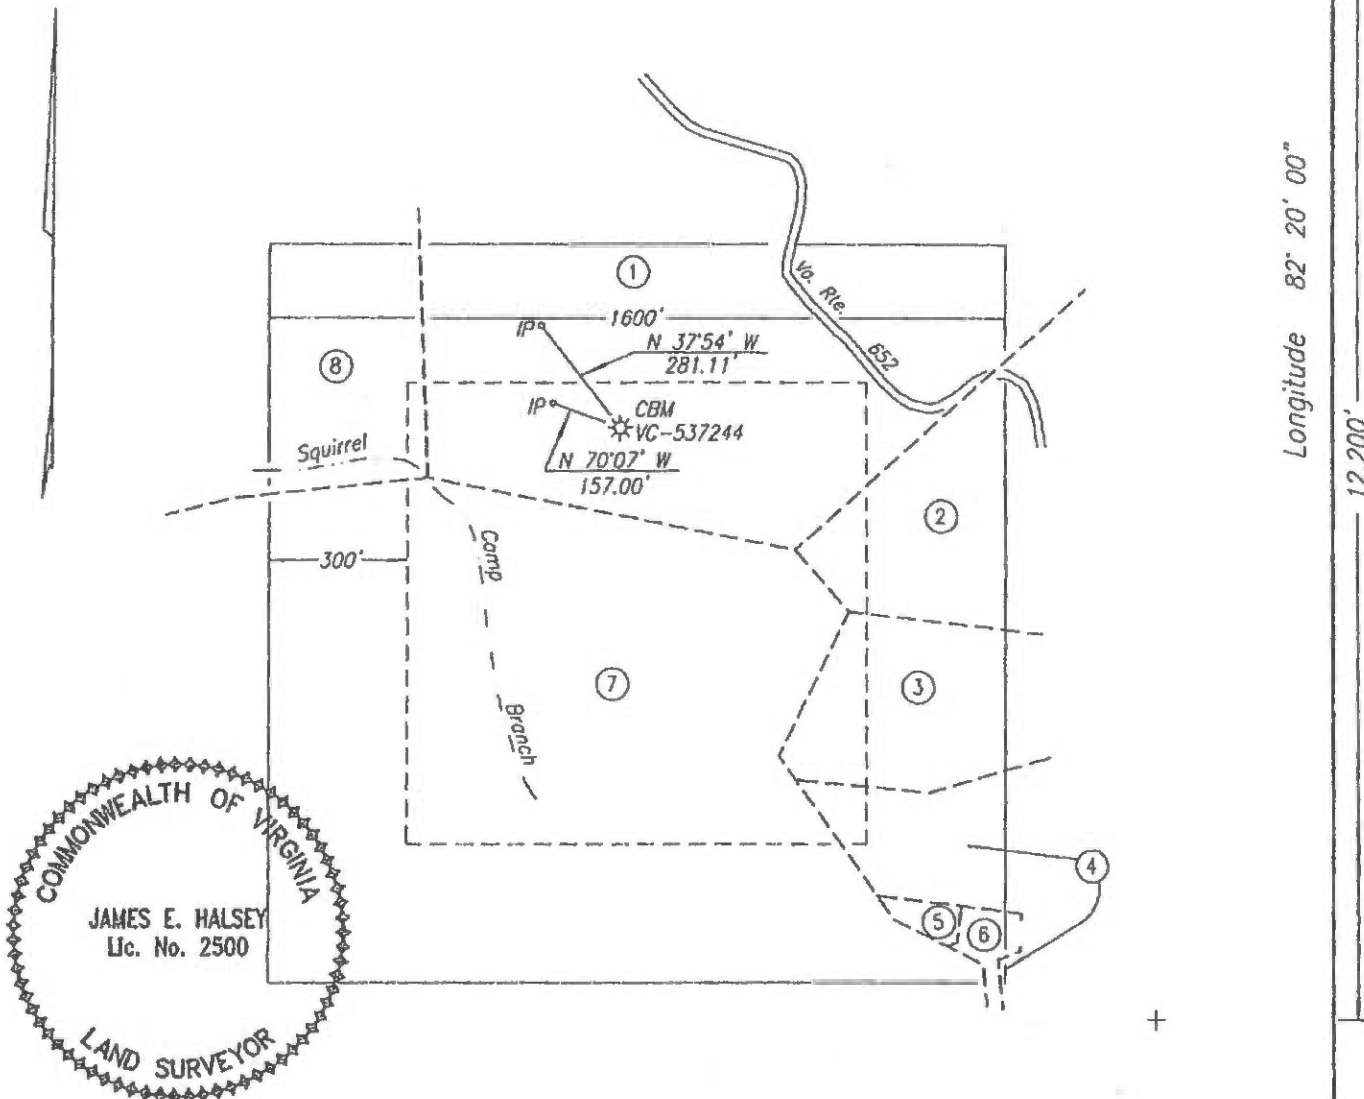 1
1600'
IP
N 37°54' W
281.11'
8
IP
CBM
VC-537244
N 70°07' W
157.00'
Va. Rte. 652
Squirrel
Camp
Branch
300'
2
7
3
4
5
6
COMMONWEALTH OF VIRGINIA
JAMES E. HALSEY
Lic. No. 2500
LAND SURVEYOR
Longitude 82° 20' 00"
12,200'